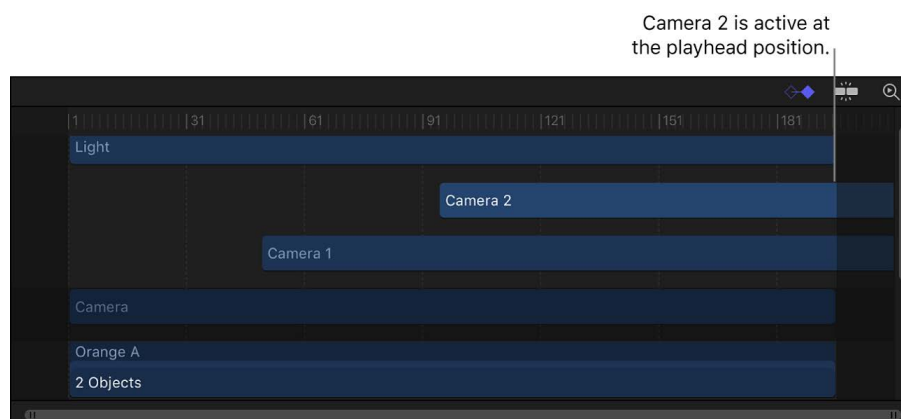 Camera 2 is active at
the playhead position.
1 31 61 91 121 151 181
Light
Camera 2
Camera 1
Camera
Orange A
2 Objects